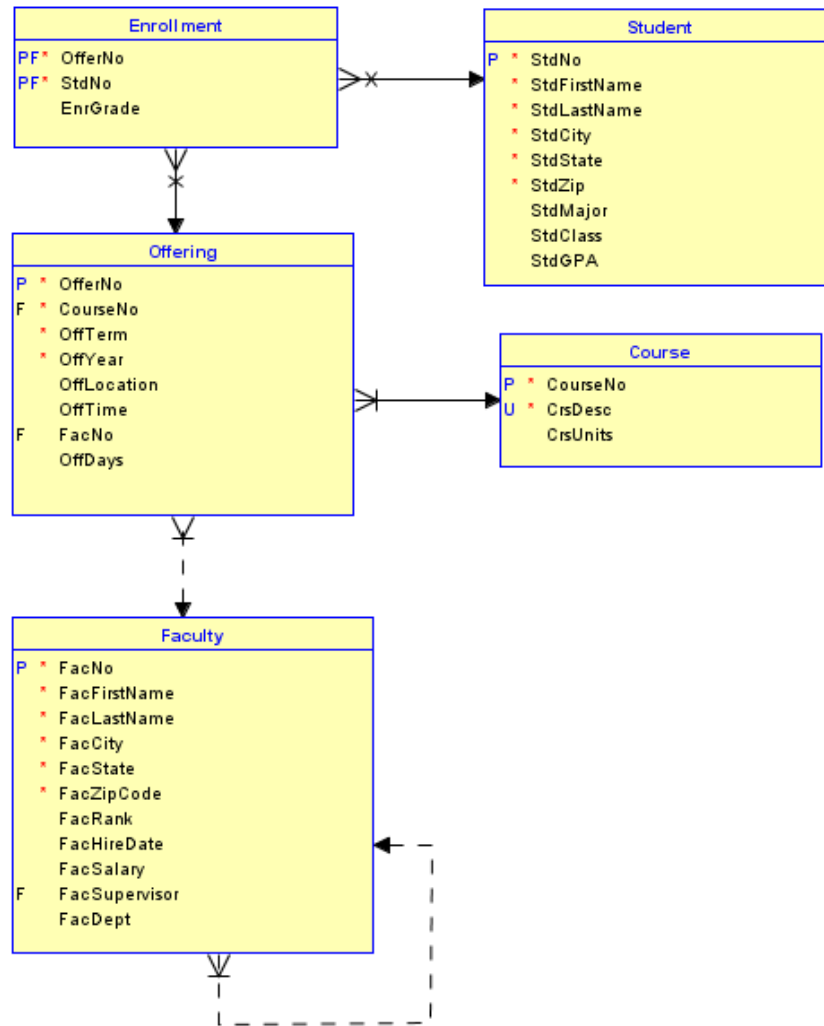 Enrollment
PF* OfferNo
PF* StdNo
EnrGrade
Student
P * StdNo
* StdFirstName
* StdLastName
* StdCity
* StdState
* StdZip
StdMajor
StdClass
StdGPA
Offering
P * OfferNo
F * CourseNo
* OffTerm
* OffYear
OffLocation
OffTime
F FacNo
OffDays
Course
P * CourseNo
U * CrsDesc
CrsUnits
Faculty
P * FacNo
* FacFirstName
* FacLastName
* FacCity
* FacState
* FacZipCode
FacRank
FacHireDate
FacSalary
F FacSupervisor
FacDept